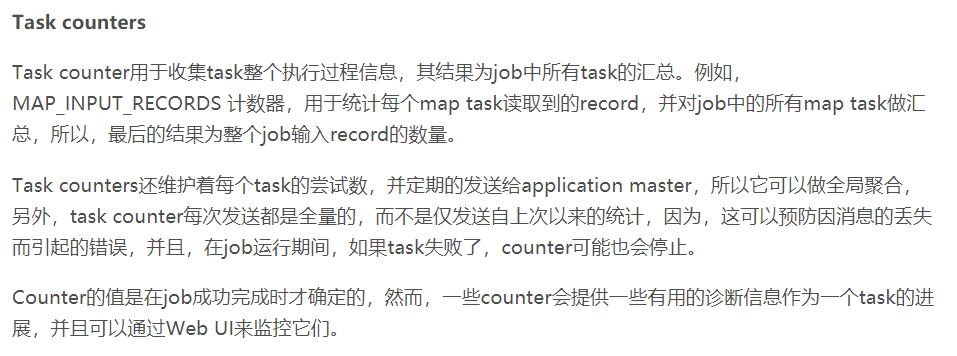 Task counters
Task counter用于收集task整个执行过程信息，其结果为job中所有task的汇总。例如，
MAP_INPUT_RECORDS 计数器，用于统计每个map task读取到的record，并对job中的所有map task做汇
总，所以，最后的结果为整个job输入record的数量。
Task counters还维护着每个task的尝试数，并定期的发送给application master，所以它可以做全局聚合，
另外，task counter每次发送都是全量的，而不是仅发送自上次以来的统计，因为，这可以预防因消息的丢失
而引起的错误，并且，在job运行期间，如果task失败了，counter可能也会停止。
Counter的值是在job成功完成时才确定的，然而，一些counter会提供一些有用的诊断信息作为一个task的进
展，并且可以通过Web UI来监控它们。